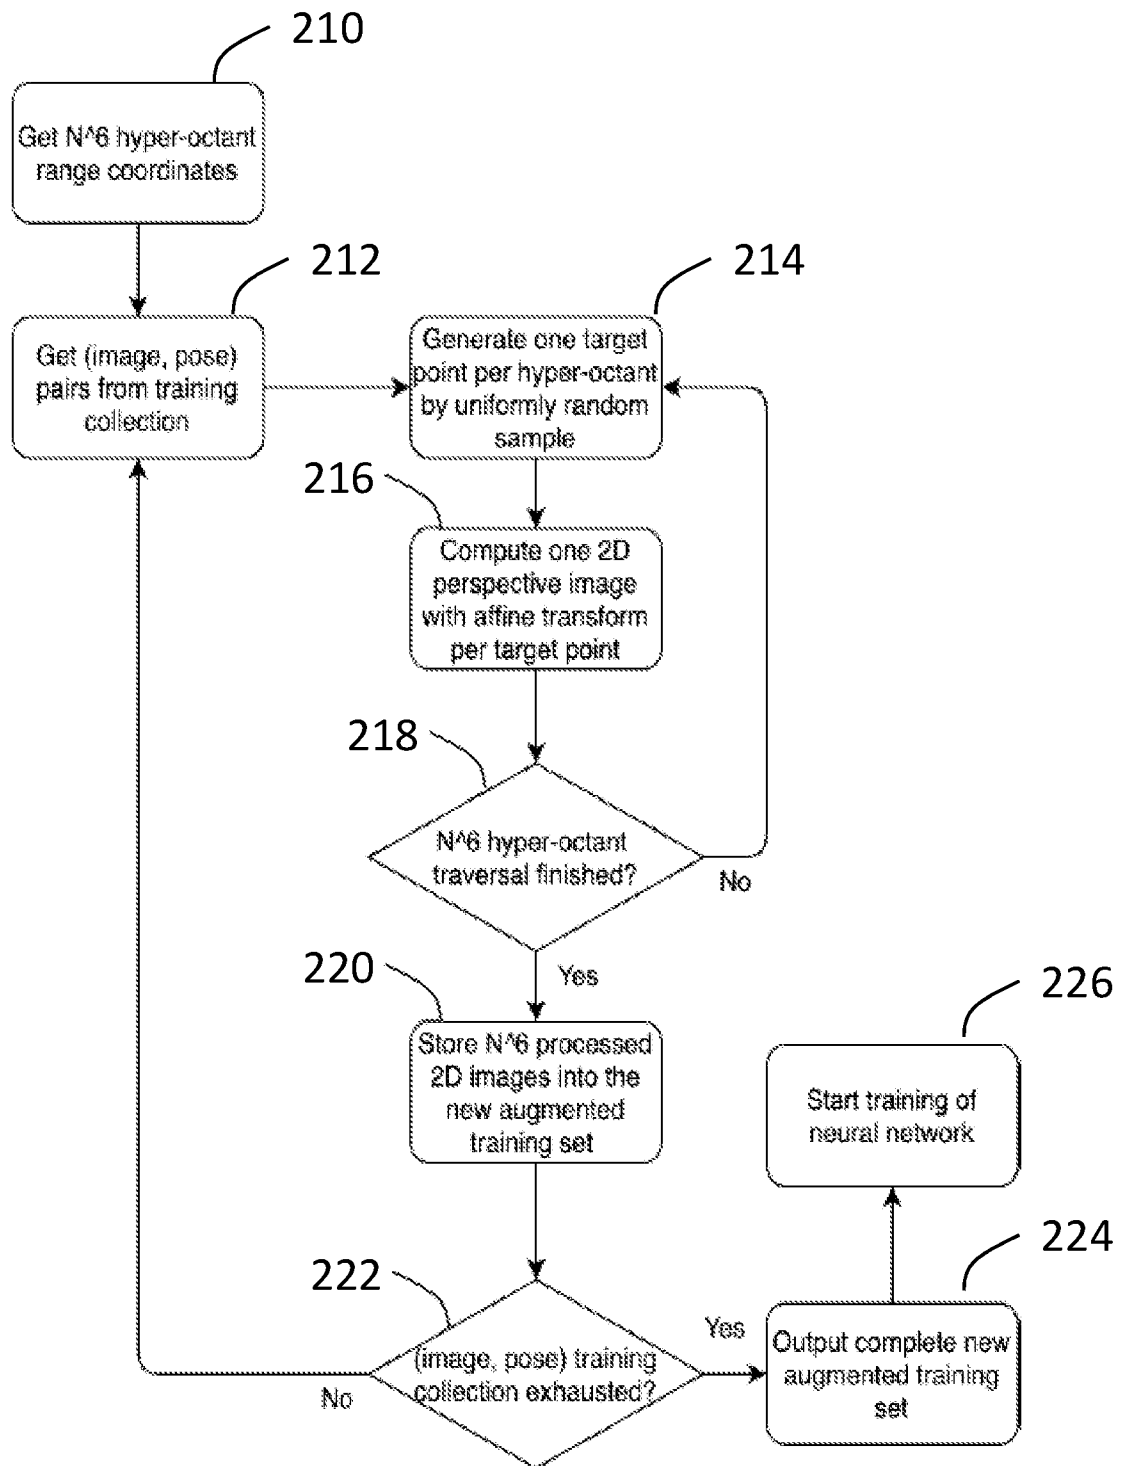 210
Get N^6 hyper-octant
range coordinates
212
Get (image, pose)
pairs from training
collection
214
Generate one target
point per hyper-octant
by uniformly random
sample
216
Compute one 2D
perspective image
with affine transform
per target point
218
N^6 hyper-octant
traversal finished?
No
Yes
220
Store N^6 processed
2D images into the
new augmented
training set
222
(image, pose) training
collection exhausted?
No
Yes
224
Output complete new
augmented training
set
226
Start training of
neural network